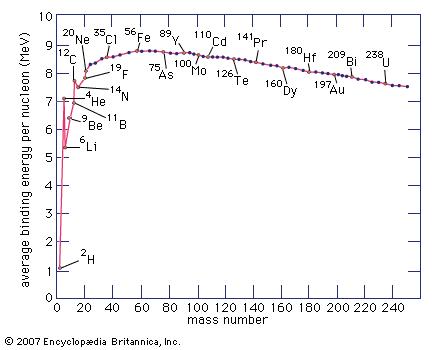 average binding energy per nucleon (MeV)
10
9
8
7
6
5
4
3
2
1
0
²⁰Ne
³⁵Cl
⁵⁶Fe
⁸⁹Y
¹¹⁰Cd
¹⁴¹Pr
¹⁸⁰Hf
²⁰⁹Bi
²³⁸U
¹²C
¹⁹F
⁷⁵As
¹⁰⁰Mo
¹²⁶Te
¹⁶⁰Dy
¹⁹⁷Au
¹⁴N
⁴He
¹¹B
⁹Be
⁶Li
²H
0 20 40 60 80 100 120 140 160 180 200 220 240
mass number
© 2007 Encyclopædia Britannica, Inc.